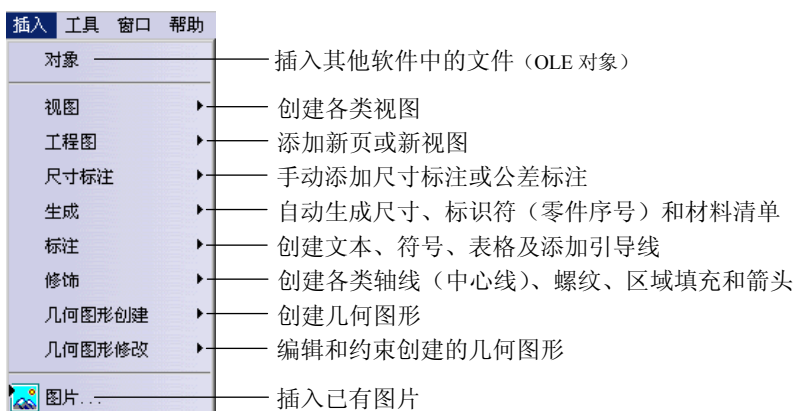 插入 工具 窗口 帮助
对象 插入其他软件中的文件（OLE 对象）
视图 创建各类视图
工程图 添加新页或新视图
尺寸标注 手动添加尺寸标注或公差标注
生成 自动生成尺寸、标识符（零件序号）和材料清单
标注 创建文本、符号、表格及添加引导线
修饰 创建各类轴线（中心线）、螺纹、区域填充和箭头
几何图形创建 创建几何图形
几何图形修改 编辑和约束创建的几何图形
图片... 插入已有图片